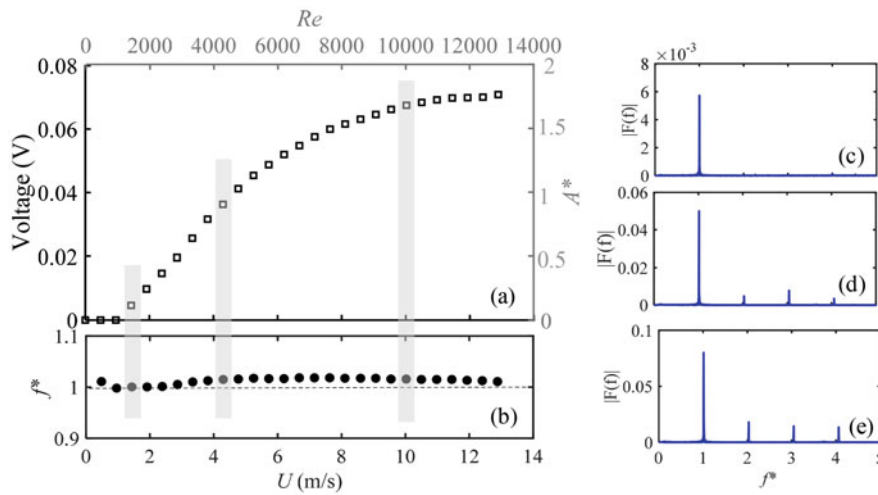 Re
0 2000 4000 6000 8000 10000 12000 14000
0.08
0.06
0.04
0.02
0
Voltage (V)
2
1.5
1
0.5
0
A*
(a)
1.1
1
0.9
f*
(b)
0 2 4 6 8 10 12 14
U (m/s)
×10⁻³
8
6
4
2
0
|F(f)|
(c)
0.06
0.04
0.02
0
|F(f)|
(d)
0.1
0.05
0
|F(f)|
(e)
0 1 2 3 4 5
f*